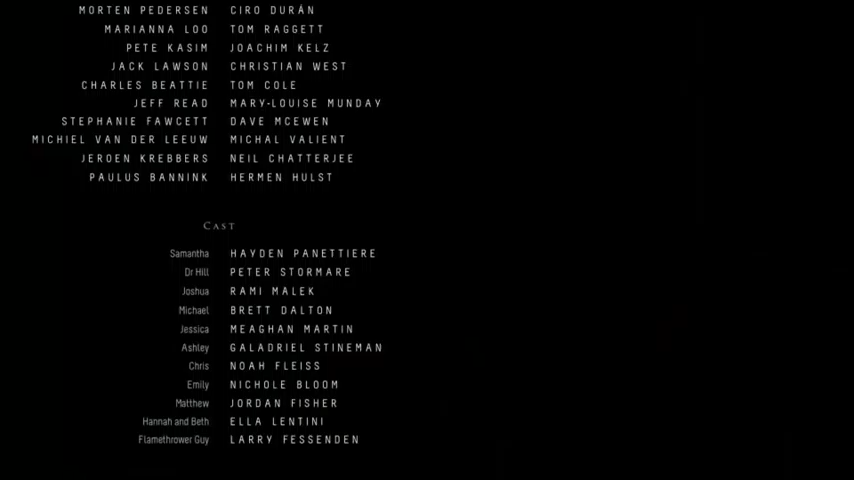 MORTEN PEDERSEN CIRO DURÁN
MARIANNA LOO TOM RAGGETT
PETE KASIM JOACHIM KELZ
JACK LAWSON CHRISTIAN WEST
CHARLES BEATTIE TOM COLE
JEFF READ MARY-LOUISE MUNDAY
STEPHANIE FAWCETT DAVE MCEWEN
MICHIEL VAN DER LEEUW MICHAL VALIENT
JEROEN KREBBERS NEIL CHATTERJEE
PAULUS BANNINK HERMEN HULST
CAST
Samantha HAYDEN PANETTIERE
Dr Hill PETER STORMARE
Joshua RAMI MALEK
Michael BRETT DALTON
Jessica MEAGHAN MARTIN
Ashley GALADRIEL STINEMAN
Chris NOAH FLEISS
Emily NICHOLE BLOOM
Matthew JORDAN FISHER
Hannah and Beth ELLA LENTINI
Flamethrower Guy LARRY FESSENDEN